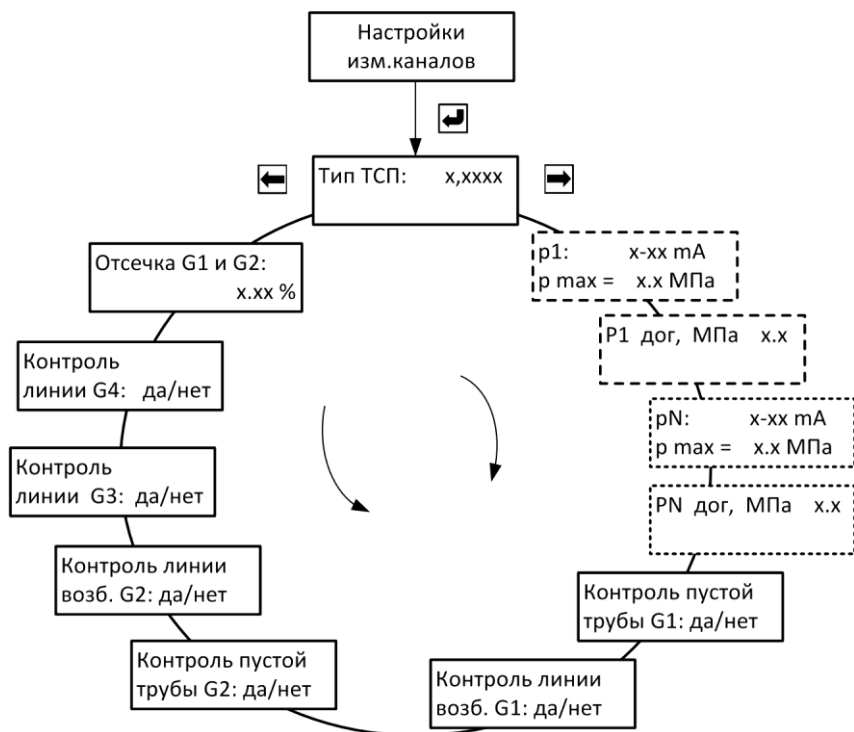 Настройки
изм.каналов
Тип ТСП: x,xxxx
Отсечка G1 и G2:
x.xx %
p1: x-xx mA
p max = x.x МПа
P1 дог, МПа x.x
Контроль
линии G4: да/нет
pN: x-xx mA
p max = x.x МПа
Контроль
линии G3: да/нет
PN дог, МПа x.x
Контроль линии
возб. G2: да/нет
Контроль пустой
трубы G1: да/нет
Контроль пустой
трубы G2: да/нет
Контроль линии
возб. G1: да/нет